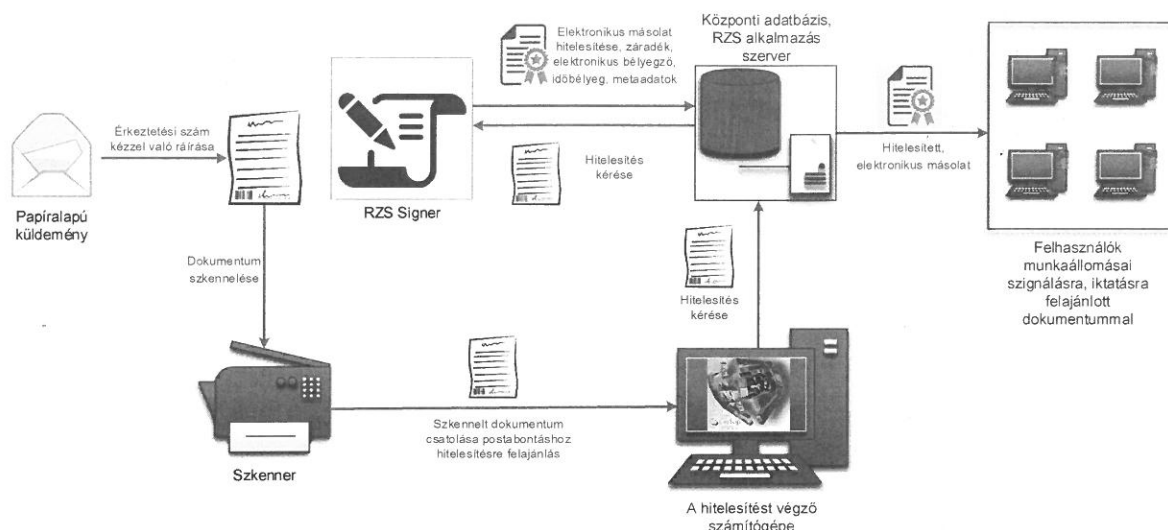 Elektronikus másolat
hitelesítése, záradék,
elektronikus bélyegző,
időbélyeg, metaadatok
Központi adatbázis,
RZS alkalmazás
szerver
Érkeztetési szám
kézzel való ráírása
Hitelesítés
kérése
Hitelesített,
elektronikus másolat
Papíralapú
küldemény
RZS Signer
Dokumentum
szkennelése
Hitelesítés
kérése
Felhasználók
munkaállomásai
szignálásra, iktatásra
felajánlott
dokumentummal
Szkennelt dokumentum
csatolása postabontáshoz
hitelesítésre felajánlás
Szkenner
A hitelesítést végző
számítógépe